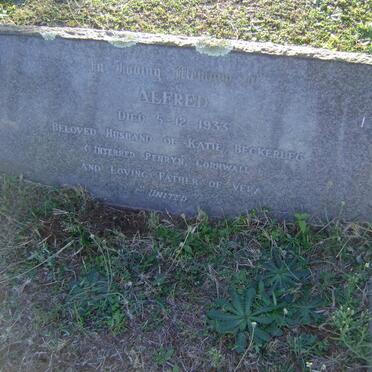 In Loving Memory of
ALFRED
DIED 5-12-1933
BELOVED HUSBAND OF KATIE BECKERLEG
( INTERRED PENRYN, CORNWALL
AND LOVING FATHER OF VERA
UNITED